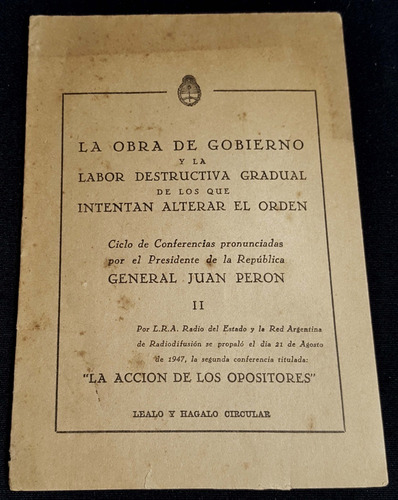 LA OBRA DE GOBIERNO
Y LA
LABOR DESTRUCTIVA GRADUAL
DE LOS QUE
INTENTAN ALTERAR EL ORDEN
Ciclo de Conferencias pronunciadas
por el Presidente de la República
GENERAL JUAN PERON
II
Por L.R.A. Radio del Estado y la Red Argentina
de Radiodifusión se propaló el día 21 de Agosto
de 1947, la segunda conferencia titulada:
"LA ACCION DE LOS OPOSITORES"
LEALO Y HAGALO CIRCULAR